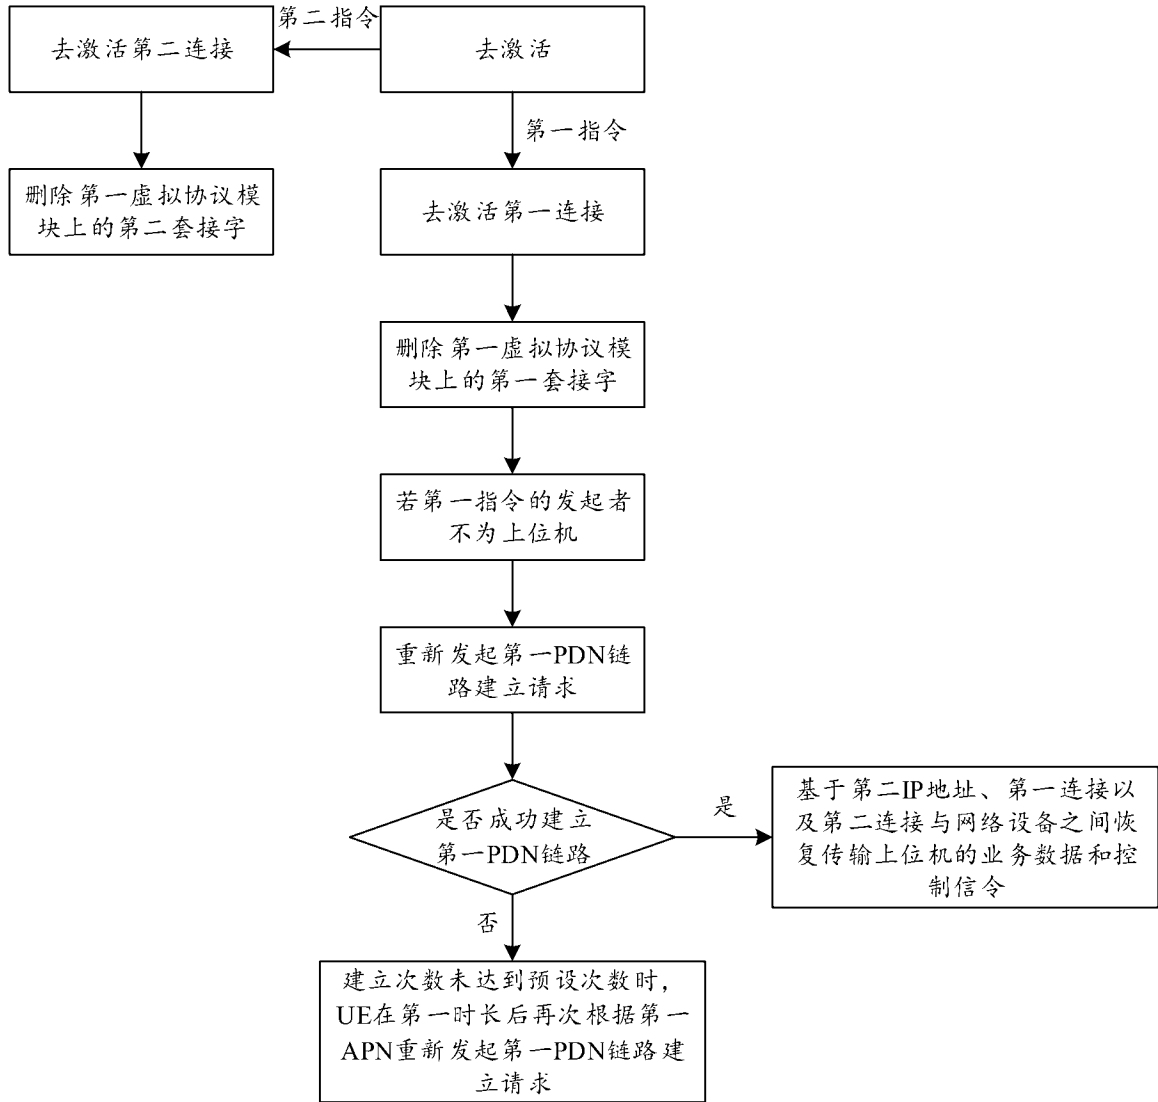 第二指令
去激活第二连接
去激活
第一指令
删除第一虚拟协议模
块上的第二套接字
去激活第一连接
删除第一虚拟协议模
块上的第一套接字
若第一指令的发起者
不为上位机
重新发起第一PDN链
路建立请求
是否成功建立
第一PDN链路
是
基于第二IP地址、第一连接以
及第二连接与网络设备之间恢
复传输上位机的业务数据和控
制信令
否
建立次数未达到预设次数时，
UE在第一时长后再次根据第一
APN重新发起第一PDN链路建
立请求